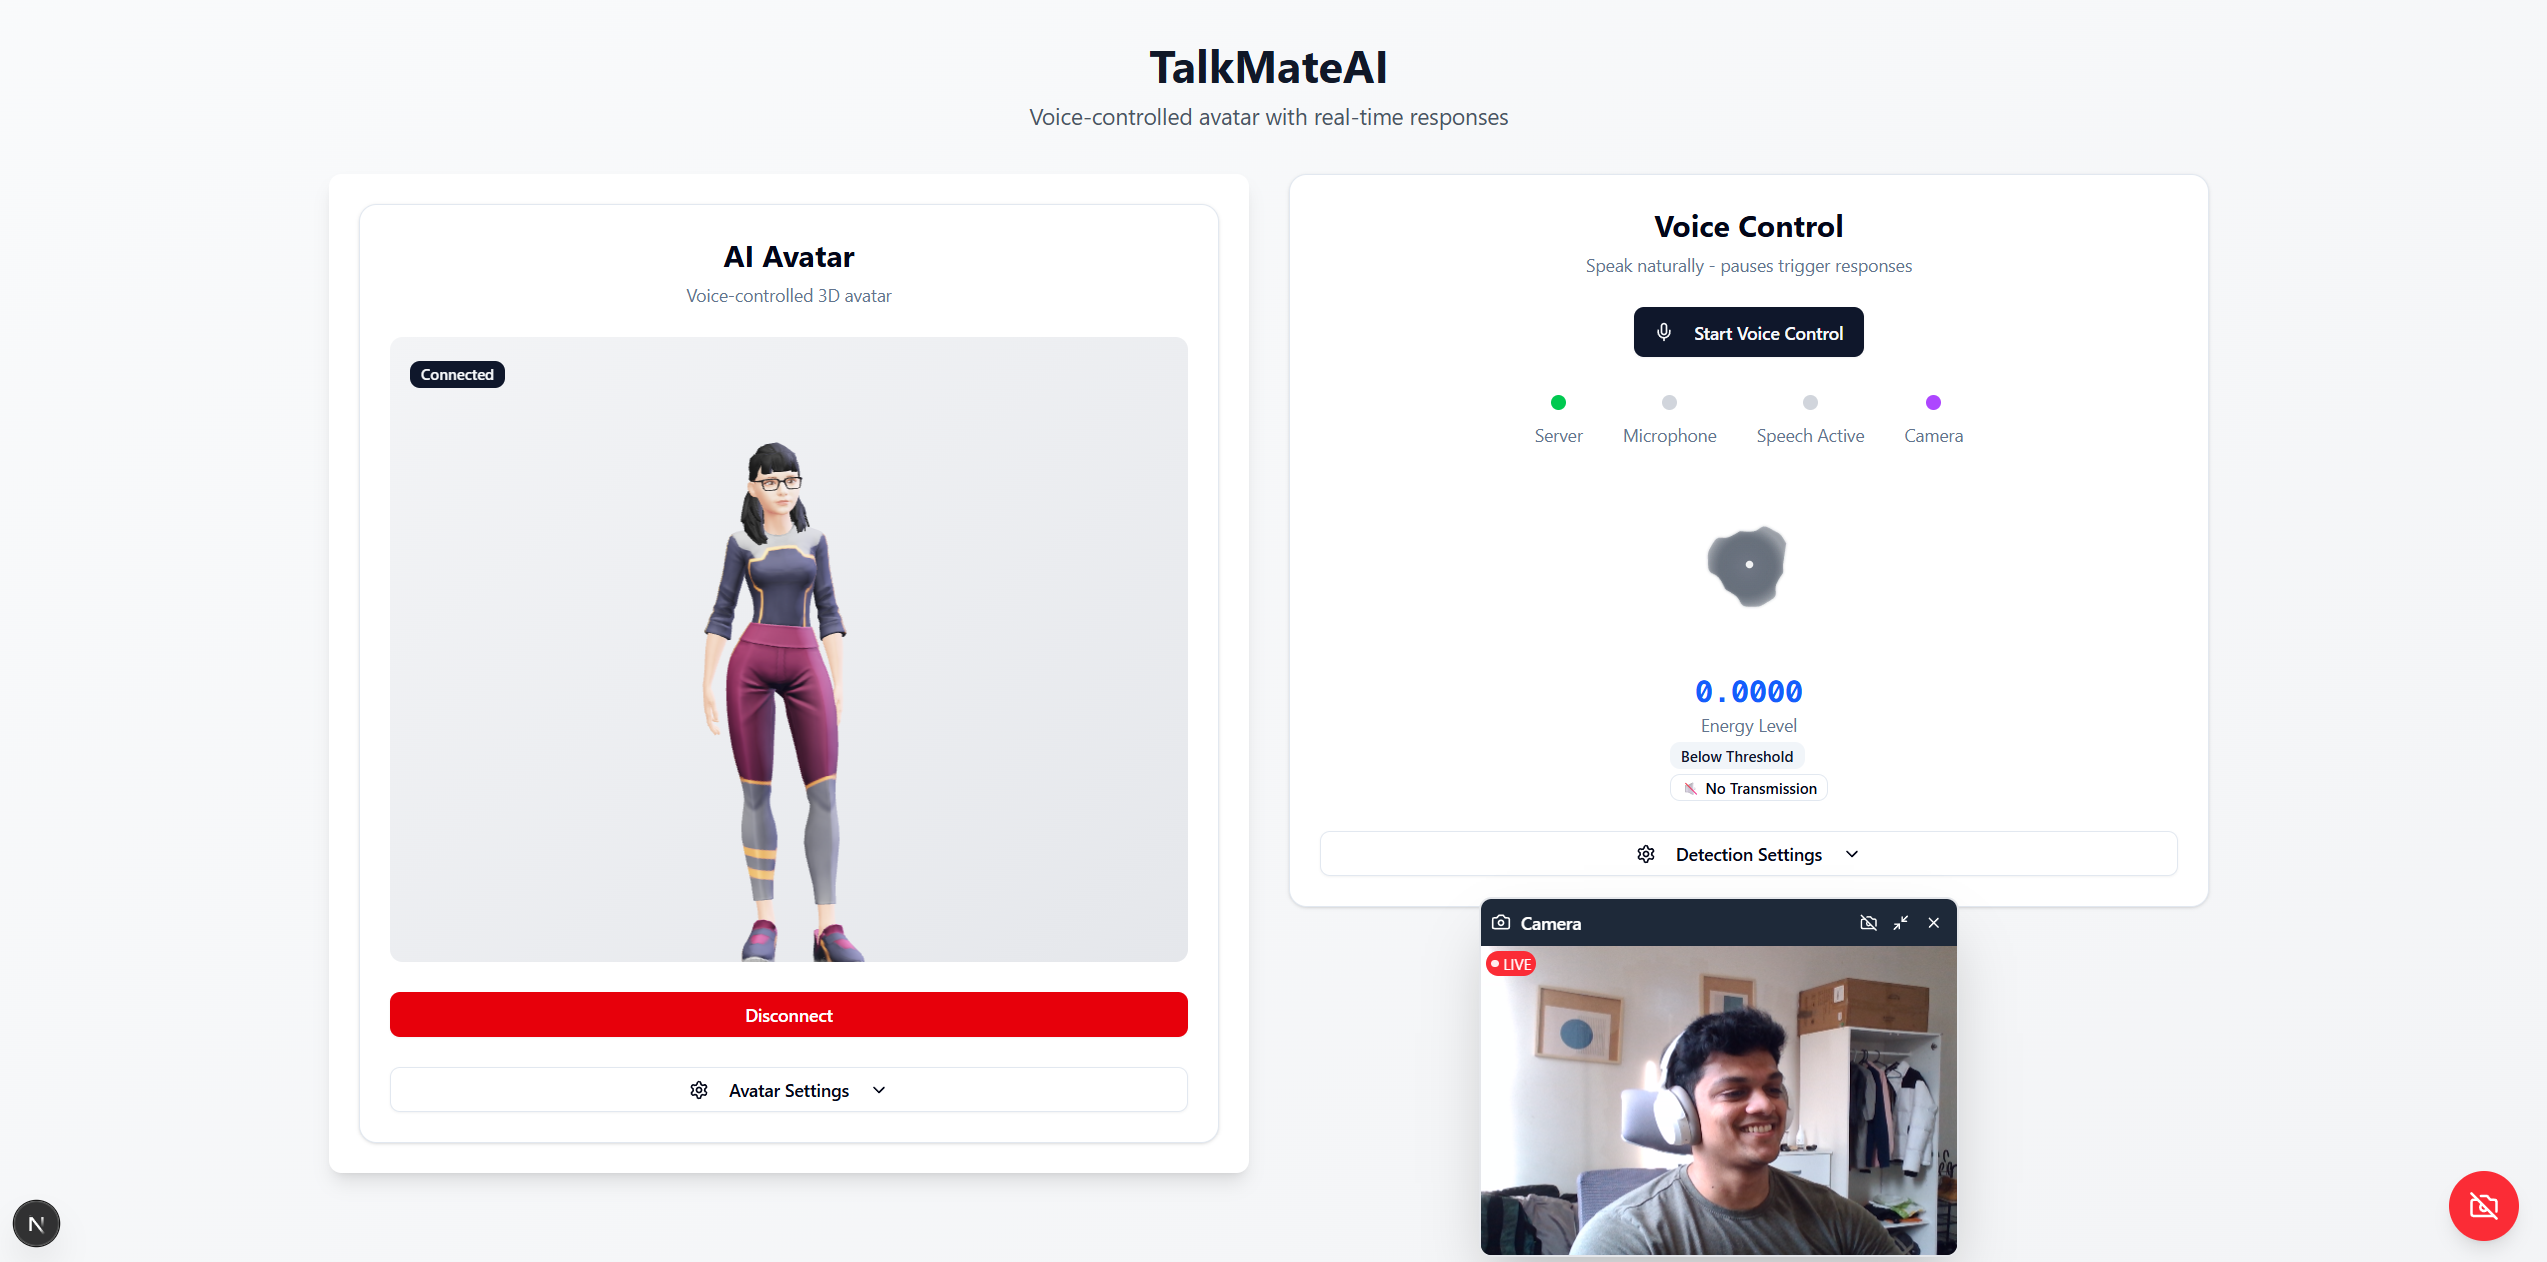 TalkMateAI
Voice-controlled avatar with real-time responses
AI Avatar
Voice-controlled 3D avatar
Connected
Disconnect
Avatar Settings
Voice Control
Speak naturally - pauses trigger responses
Start Voice Control
Server
Microphone
Speech Active
Camera
0.0000
Energy Level
Below Threshold
No Transmission
Detection Settings
Camera
LIVE
N